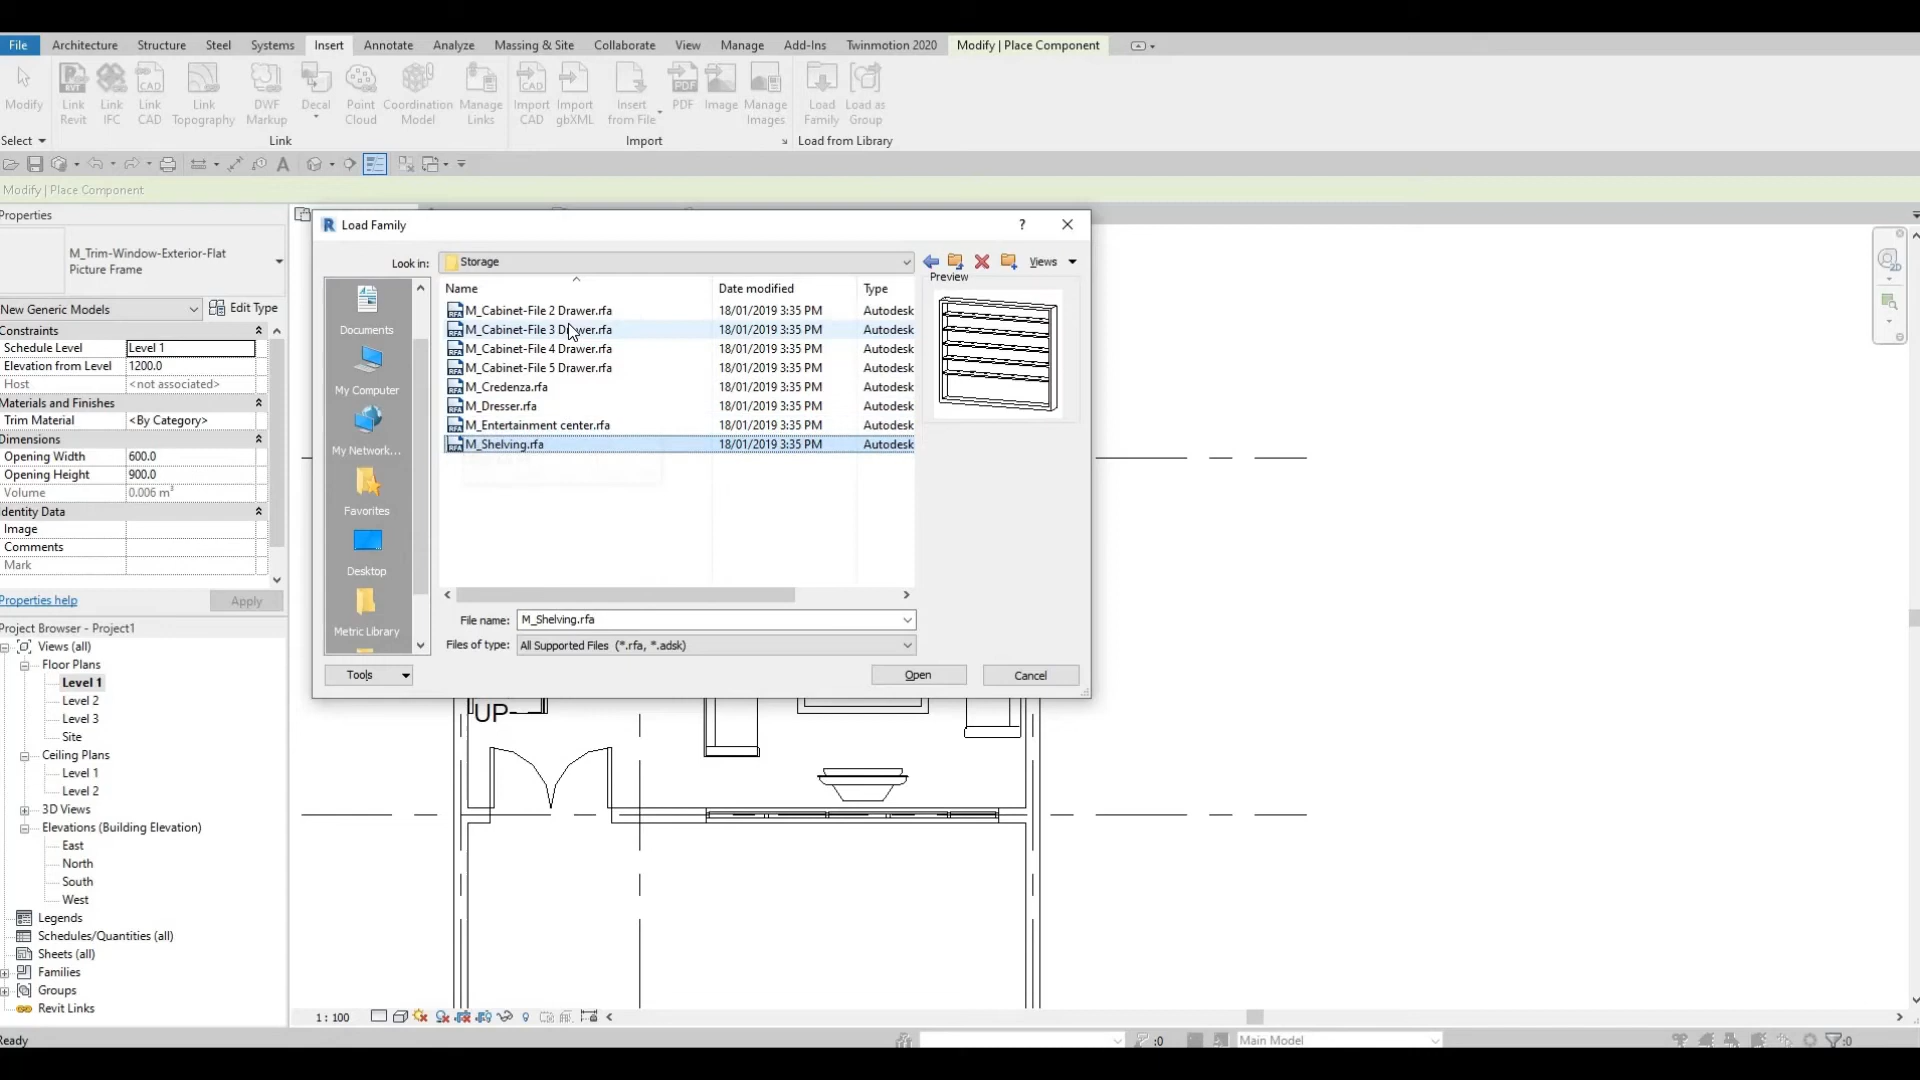 File Architecture Structure Steel Systems Insert Annotate Analyze Massing & Site Collaborate View Manage Add-Ins Twinmotion 2020 Modify | Place Component
Modify Link Revit Link IFC Link CAD Link Topography DWF Markup Decal Point Cloud Coordination Model Manage Links Import CAD Import gbXML Insert from File PDF Image Manage Images Load Family Load as Group
Select Link Import Load from Library
Modify | Place Component
Properties
M_Trim-Window-Exterior-Flat
Picture Frame
New Generic Models Edit Type
Constraints
Schedule Level Level 1
Elevation from Level 1200.0
Host <not associated>
Materials and Finishes
Trim Material <By Category>
Dimensions
Opening Width 600.0
Opening Height 900.0
Volume 0.006 m³
Identity Data
Image
Comments
Mark
Properties help Apply
Project Browser - Project1
Views (all)
Floor Plans
Level 1
Level 2
Level 3
Site
Ceiling Plans
Level 1
Level 2
3D Views
Elevations (Building Elevation)
East
North
South
West
Legends
Schedules/Quantities (all)
Sheets (all)
Families
Groups
Revit Links
Load Family ?
Look in: Storage Views
Preview
Documents
My Computer
My Network...
Favorites
Desktop
Metric Library
Name Date modified Type
M_Cabinet-File 2 Drawer.rfa 18/01/2019 3:35 PM Autodesk
M_Cabinet-File 3 Drawer.rfa 18/01/2019 3:35 PM Autodesk
M_Cabinet-File 4 Drawer.rfa 18/01/2019 3:35 PM Autodesk
M_Cabinet-File 5 Drawer.rfa 18/01/2019 3:35 PM Autodesk
M_Credenza.rfa 18/01/2019 3:35 PM Autodesk
M_Dresser.rfa 18/01/2019 3:35 PM Autodesk
M_Entertainment center.rfa 18/01/2019 3:35 PM Autodesk
M_Shelving.rfa 18/01/2019 3:35 PM Autodesk
File name: M_Shelving.rfa
Files of type: All Supported Files (*.rfa, *.adsk)
Tools Open Cancel
UP
1 : 100
Ready :0 Main Model :0